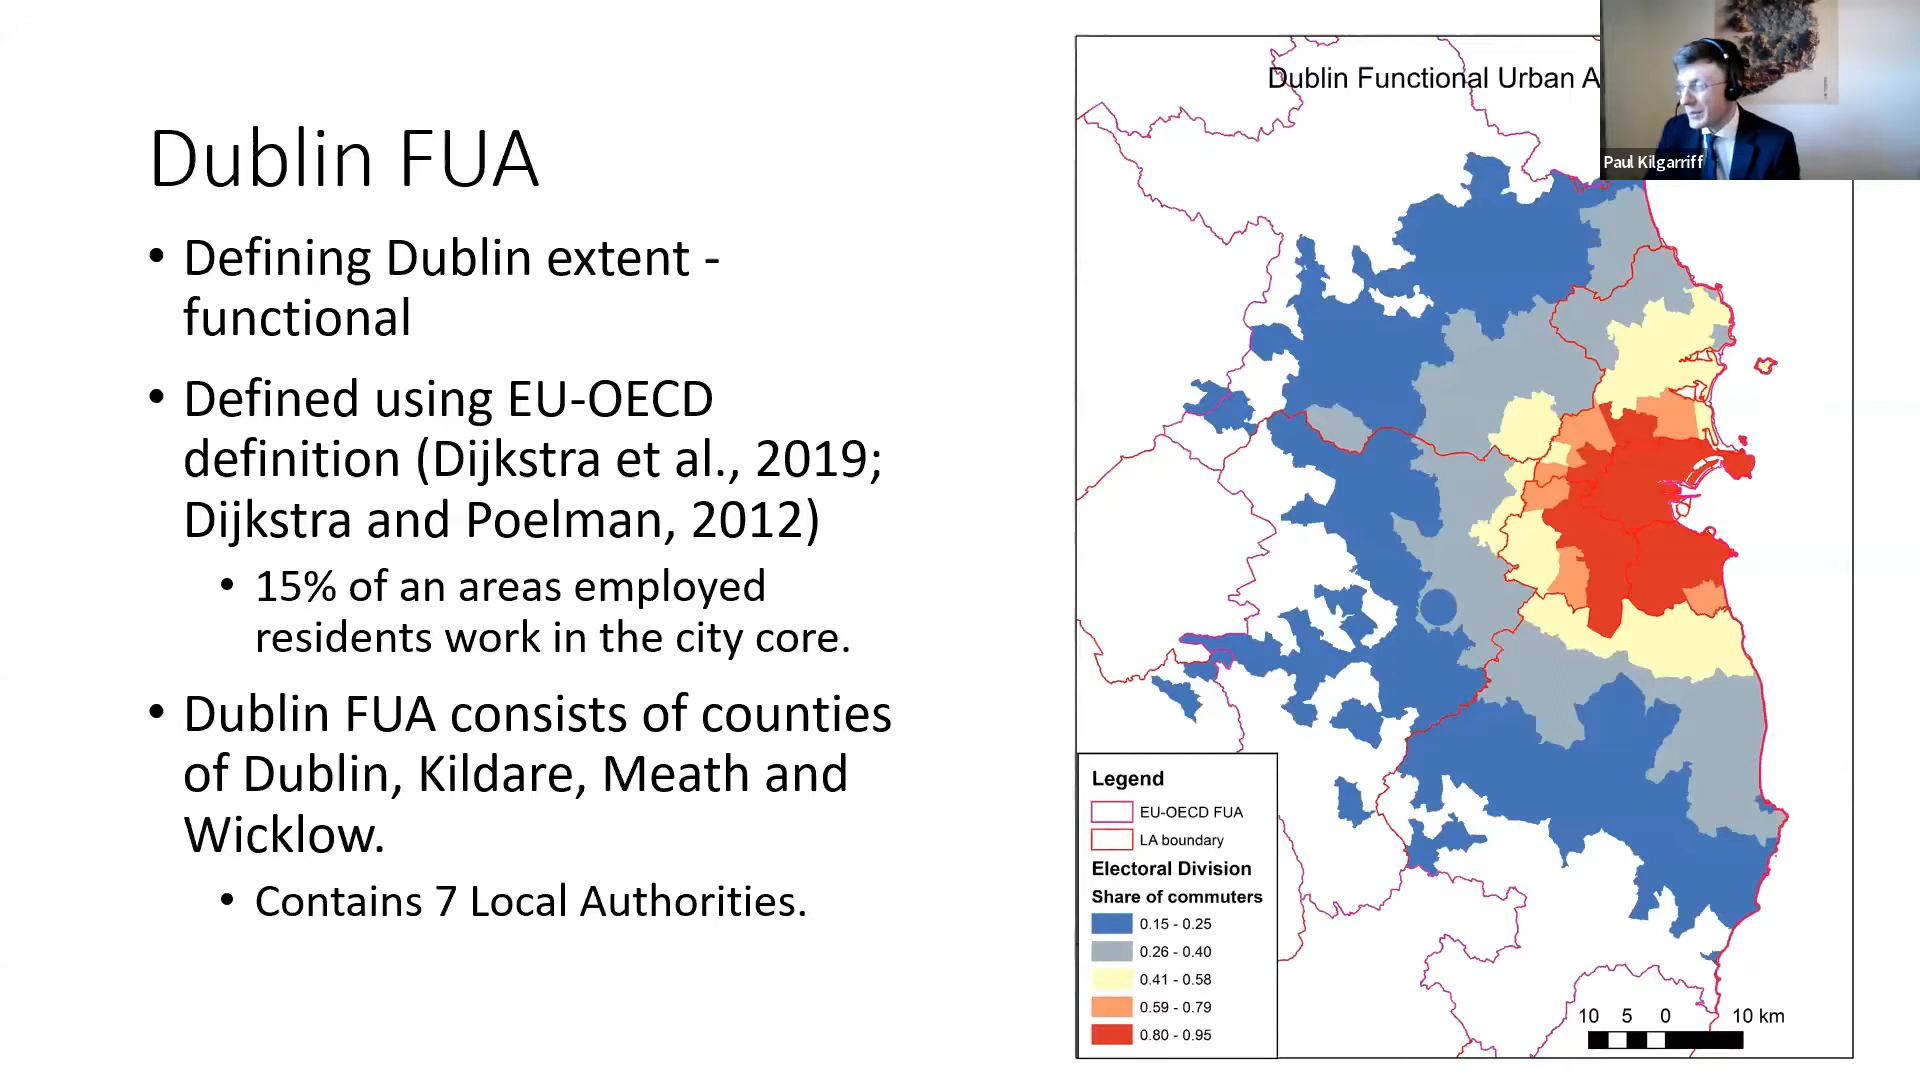 Dublin FUA
• Defining Dublin extent -
functional
• Defined using EU-OECD
definition (Dijkstra et al., 2019;
Dijkstra and Poelman, 2012)
• 15% of an areas employed
residents work in the city core.
• Dublin FUA consists of counties
of Dublin, Kildare, Meath and
Wicklow.
• Contains 7 Local Authorities.
Dublin Functional Urban A
Paul Kilgarriff
Legend
EU-OECD FUA
LA boundary
Electoral Division
Share of commuters
0.15 - 0.25
0.26 - 0.40
0.41 - 0.58
0.59 - 0.79
0.80 - 0.95
10 5 0 10 km